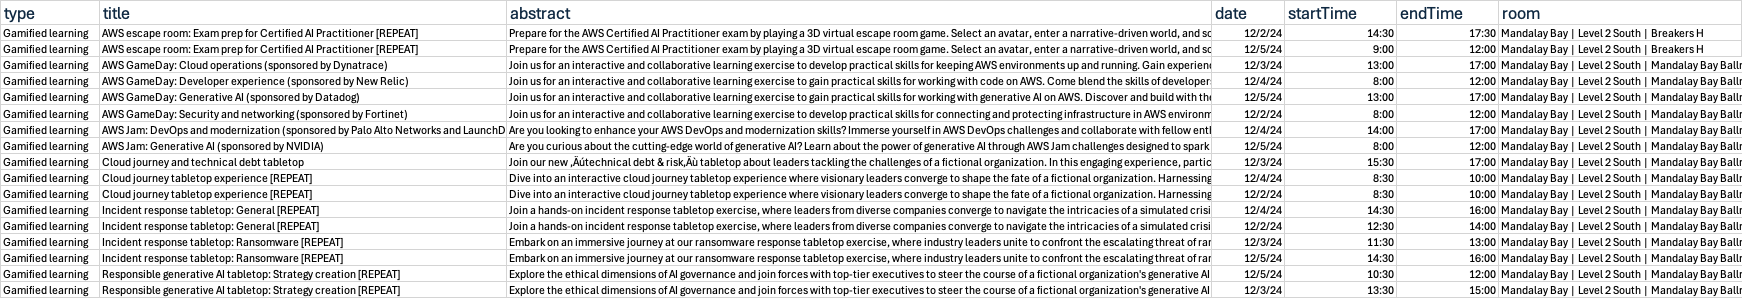 type title abstract date startTime endTime room
Gamified learning AWS escape room: Exam prep for Certified AI Practitioner [REPEAT] Prepare for the AWS Certified AI Practitioner exam by playing a 3D virtual escape room game. Select an avatar, enter a narrative-driven world, and so 12/2/24 14:30 17:30 Mandalay Bay | Level 2 South | Breakers H
Gamified learning AWS escape room: Exam prep for Certified AI Practitioner [REPEAT] Prepare for the AWS Certified AI Practitioner exam by playing a 3D virtual escape room game. Select an avatar, enter a narrative-driven world, and so 12/5/24 9:00 12:00 Mandalay Bay | Level 2 South | Breakers H
Gamified learning AWS GameDay: Cloud operations (sponsored by Dynatrace) Join us for an interactive and collaborative learning exercise to develop practical skills for keeping AWS environments up and running. Gain experien 12/3/24 13:00 17:00 Mandalay Bay | Level 2 South | Mandalay Bay Ballr
Gamified learning AWS GameDay: Developer experience (sponsored by New Relic) Join us for an interactive and collaborative learning exercise to gain practical skills for working with code on AWS. Come blend the skills of developer 12/4/24 8:00 12:00 Mandalay Bay | Level 2 South | Mandalay Bay Ballr
Gamified learning AWS GameDay: Generative AI (sponsored by Datadog) Join us for an interactive and collaborative learning exercise to gain practical skills for working with generative AI on AWS. Discover and build with the 12/5/24 13:00 17:00 Mandalay Bay | Level 2 South | Mandalay Bay Ballr
Gamified learning AWS GameDay: Security and networking (sponsored by Fortinet) Join us for an interactive and collaborative learning exercise to develop practical skills for connecting and protecting infrastructure in AWS environm 12/2/24 8:00 12:00 Mandalay Bay | Level 2 South | Mandalay Bay Ballr
Gamified learning AWS Jam: DevOps and modernization (sponsored by Palo Alto Networks and LaunchD Are you looking to enhance your AWS DevOps and modernization skills? Immerse yourself in AWS DevOps challenges and collaborate with fellow enth 12/4/24 14:00 17:00 Mandalay Bay | Level 2 South | Mandalay Bay Ballr
Gamified learning AWS Jam: Generative AI (sponsored by NVIDIA) Are you curious about the cutting-edge world of generative AI? Learn about the power of generative AI through AWS Jam challenges designed to spark 12/5/24 8:00 12:00 Mandalay Bay | Level 2 South | Mandalay Bay Ballr
Gamified learning Cloud journey and technical debt tabletop Join our new ‚Äútechnical debt & risk‚Äù tabletop about leaders tackling the challenges of a fictional organization. In this engaging experience, partic 12/3/24 15:30 17:00 Mandalay Bay | Level 2 South | Mandalay Bay Ballr
Gamified learning Cloud journey tabletop experience [REPEAT] Dive into an interactive cloud journey tabletop experience where visionary leaders converge to shape the fate of a fictional organization. Harnessing 12/4/24 8:30 10:00 Mandalay Bay | Level 2 South | Mandalay Bay Ballr
Gamified learning Cloud journey tabletop experience [REPEAT] Dive into an interactive cloud journey tabletop experience where visionary leaders converge to shape the fate of a fictional organization. Harnessing 12/2/24 8:30 10:00 Mandalay Bay | Level 2 South | Mandalay Bay Ballr
Gamified learning Incident response tabletop: General [REPEAT] Join a hands-on incident response tabletop exercise, where leaders from diverse companies converge to navigate the intricacies of a simulated crisi 12/4/24 14:30 16:00 Mandalay Bay | Level 2 South | Mandalay Bay Ballr
Gamified learning Incident response tabletop: General [REPEAT] Join a hands-on incident response tabletop exercise, where leaders from diverse companies converge to navigate the intricacies of a simulated crisi 12/2/24 12:30 14:00 Mandalay Bay | Level 2 South | Mandalay Bay Ballr
Gamified learning Incident response tabletop: Ransomware [REPEAT] Embark on an immersive journey at our ransomware response tabletop exercise, where industry leaders unite to confront the escalating threat of ran 12/3/24 11:30 13:00 Mandalay Bay | Level 2 South | Mandalay Bay Ballr
Gamified learning Incident response tabletop: Ransomware [REPEAT] Embark on an immersive journey at our ransomware response tabletop exercise, where industry leaders unite to confront the escalating threat of ran 12/5/24 14:30 16:00 Mandalay Bay | Level 2 South | Mandalay Bay Ballr
Gamified learning Responsible generative AI tabletop: Strategy creation [REPEAT] Explore the ethical dimensions of AI governance and join forces with top-tier executives to steer the course of a fictional organization's generative AI 12/5/24 10:30 12:00 Mandalay Bay | Level 2 South | Mandalay Bay Ballr
Gamified learning Responsible generative AI tabletop: Strategy creation [REPEAT] Explore the ethical dimensions of AI governance and join forces with top-tier executives to steer the course of a fictional organization's generative AI 12/3/24 13:30 15:00 Mandalay Bay | Level 2 South | Mandalay Bay Ballr